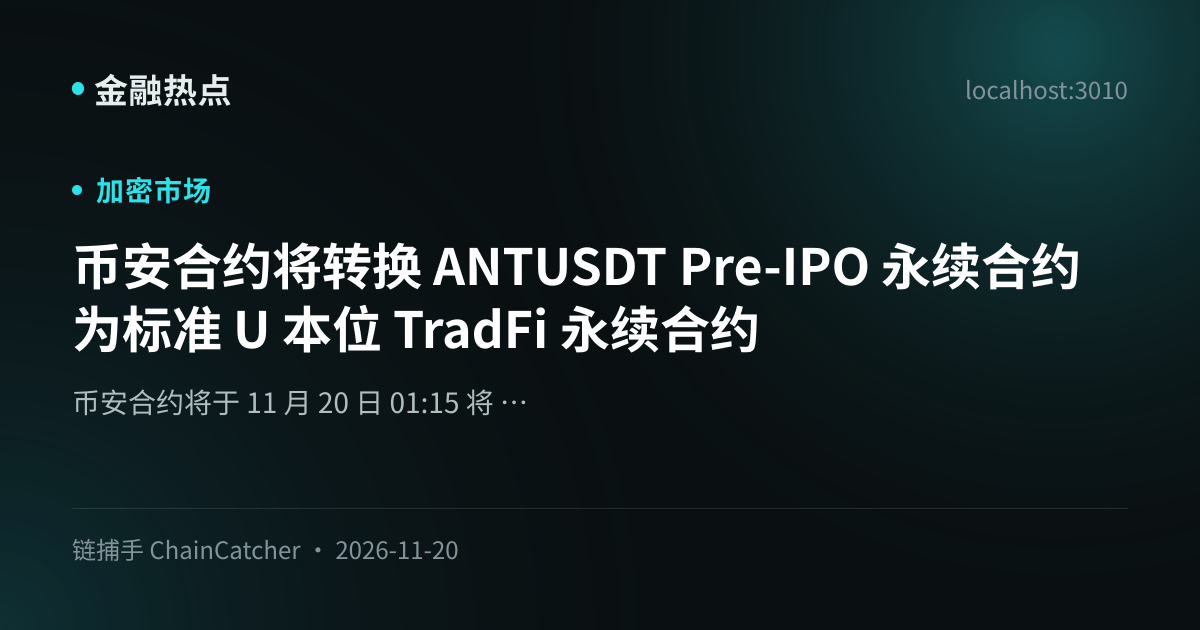 金融热点
localhost:3010
加密市场
币安合约将转换 ANTUSDT Pre-IPO 永续合约
为标准 U 本位 TradFi 永续合约
币安合约将于 11 月 20 日 01:15 将 …
链捕手 ChainCatcher · 2026-11-20